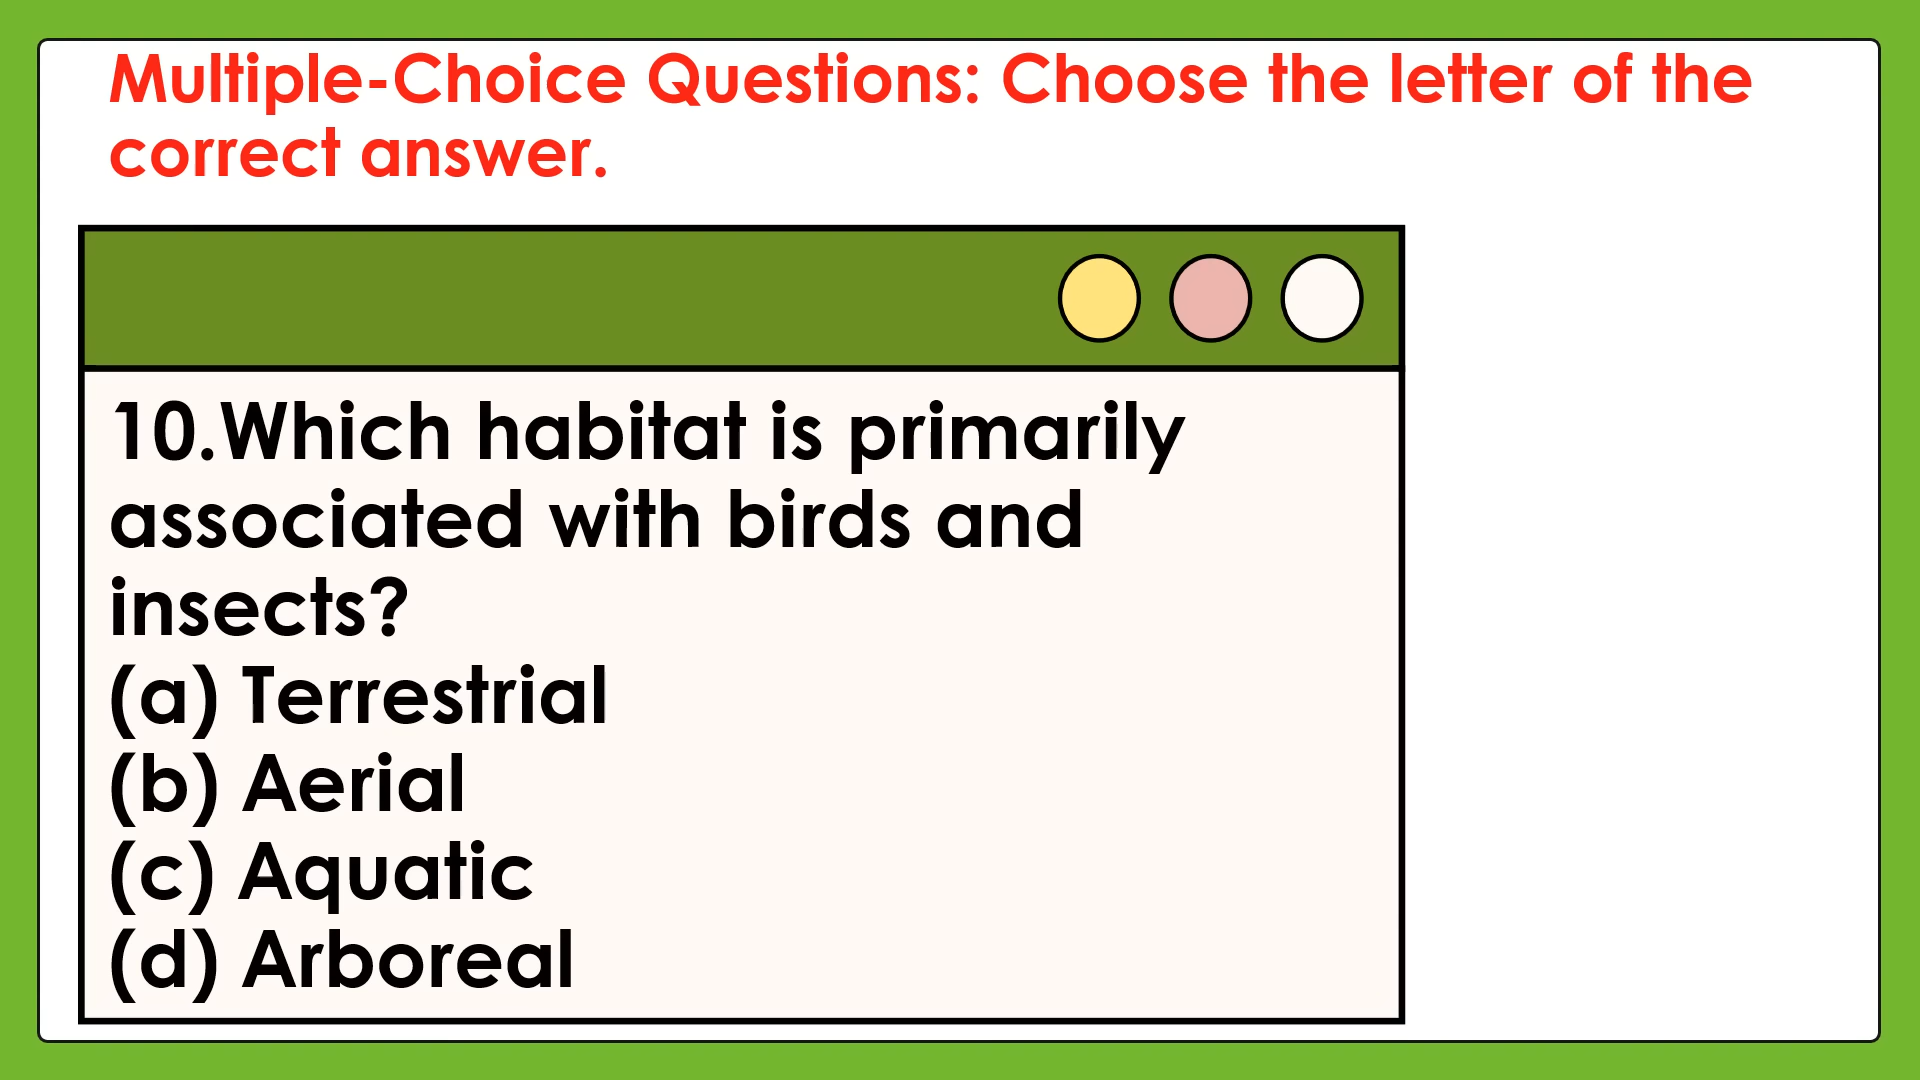 Multiple-Choice Questions: Choose the letter of the
correct answer.
10.Which habitat is primarily
associated with birds and
insects?
(a) Terrestrial
(b) Aerial
(c) Aquatic
(d) Arboreal